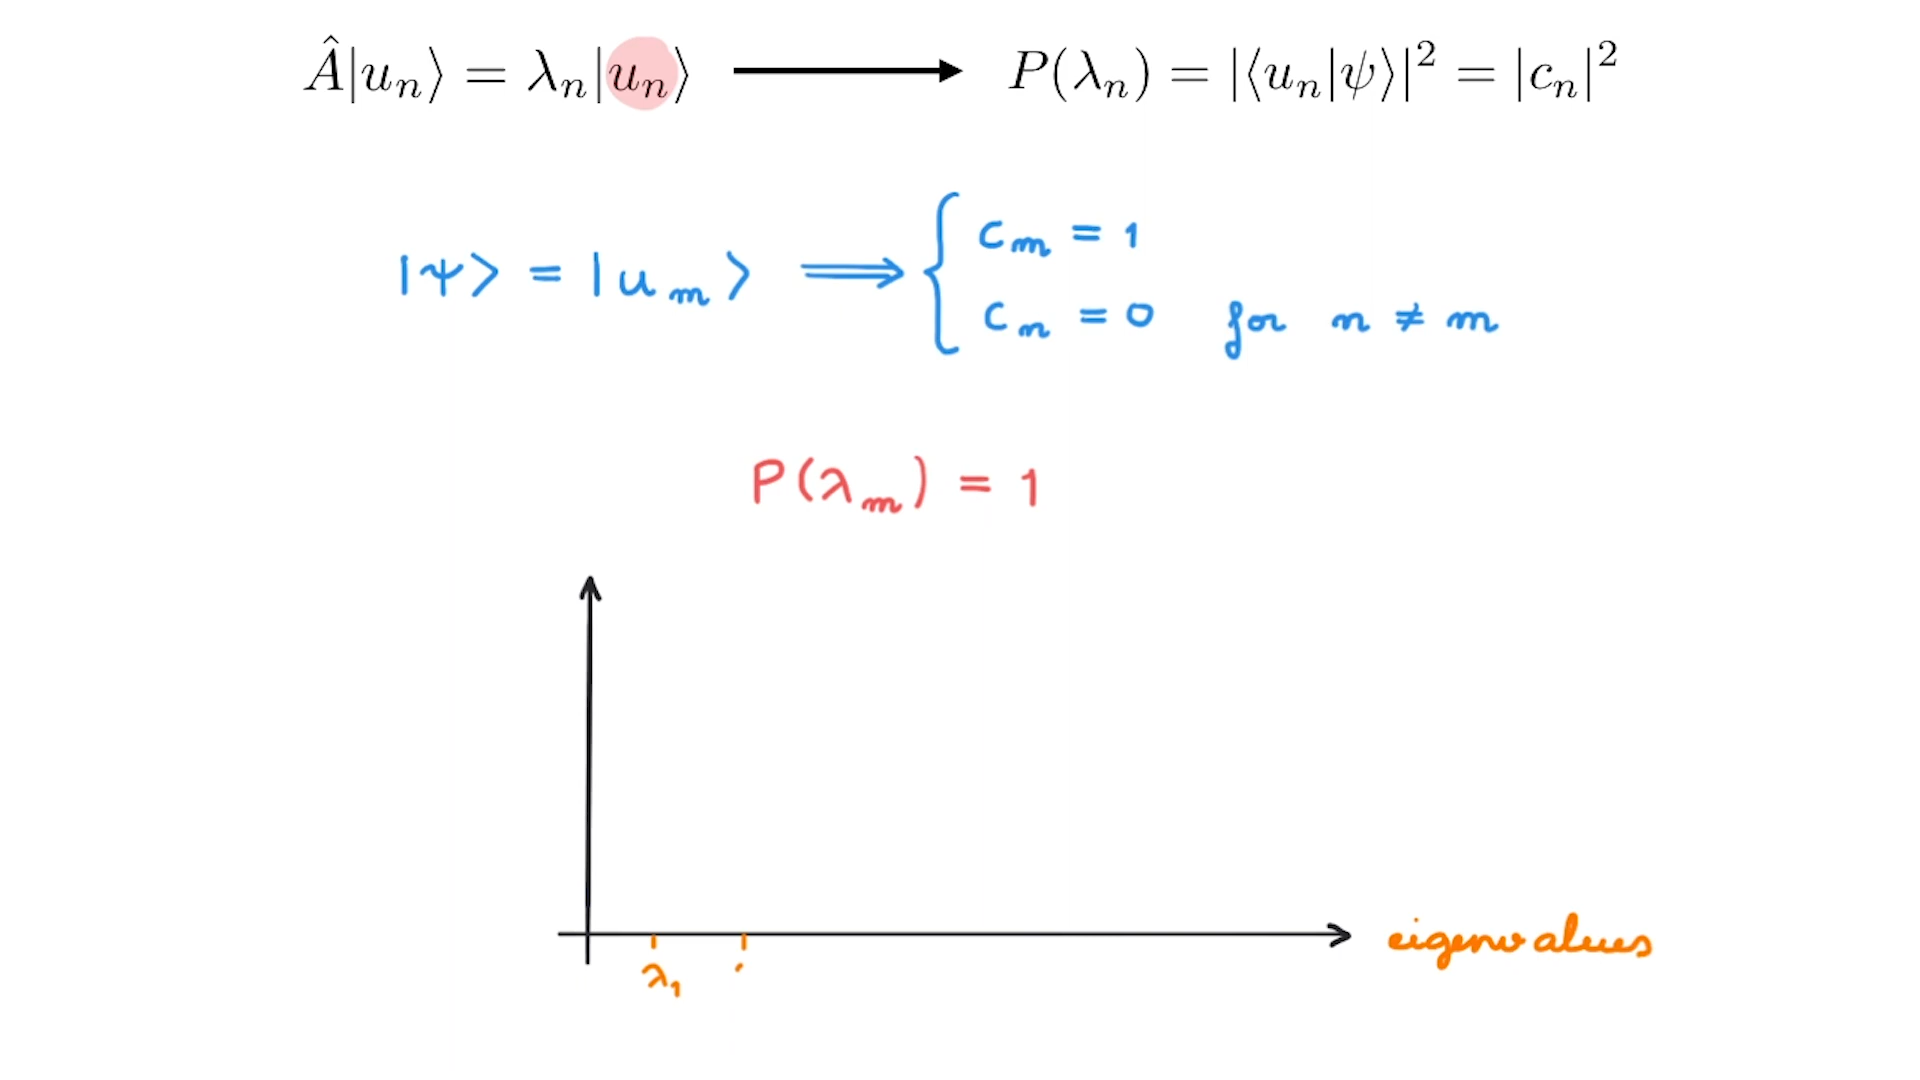 Â|uₙ⟩ = λₙ|uₙ⟩ ⟶ P(λₙ) = |⟨uₙ|ψ⟩|² = |cₙ|²
|ψ⟩ = |uₘ⟩ ⟹ { cₘ = 1
cₙ = 0 for n ≠ m
P(λₘ) = 1
eigenvalues
λ₁